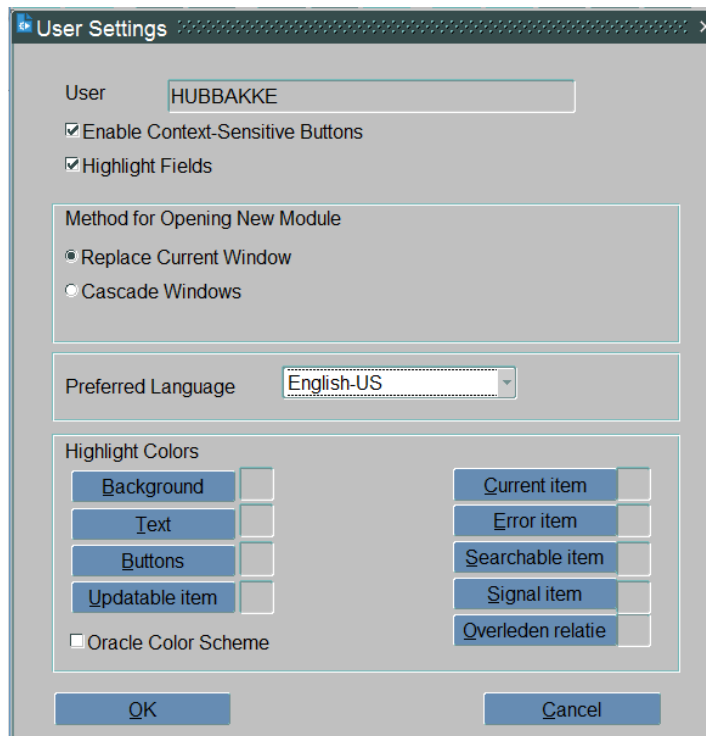 User Settings
User HUBBAKKE
Enable Context-Sensitive Buttons
Highlight Fields
Method for Opening New Module
Replace Current Window
Cascade Windows
Preferred Language English-US
Highlight Colors
Background Current item
Text Error item
Buttons Searchable item
Updatable item Signal item
Oracle Color Scheme Overleden relatie
OK Cancel